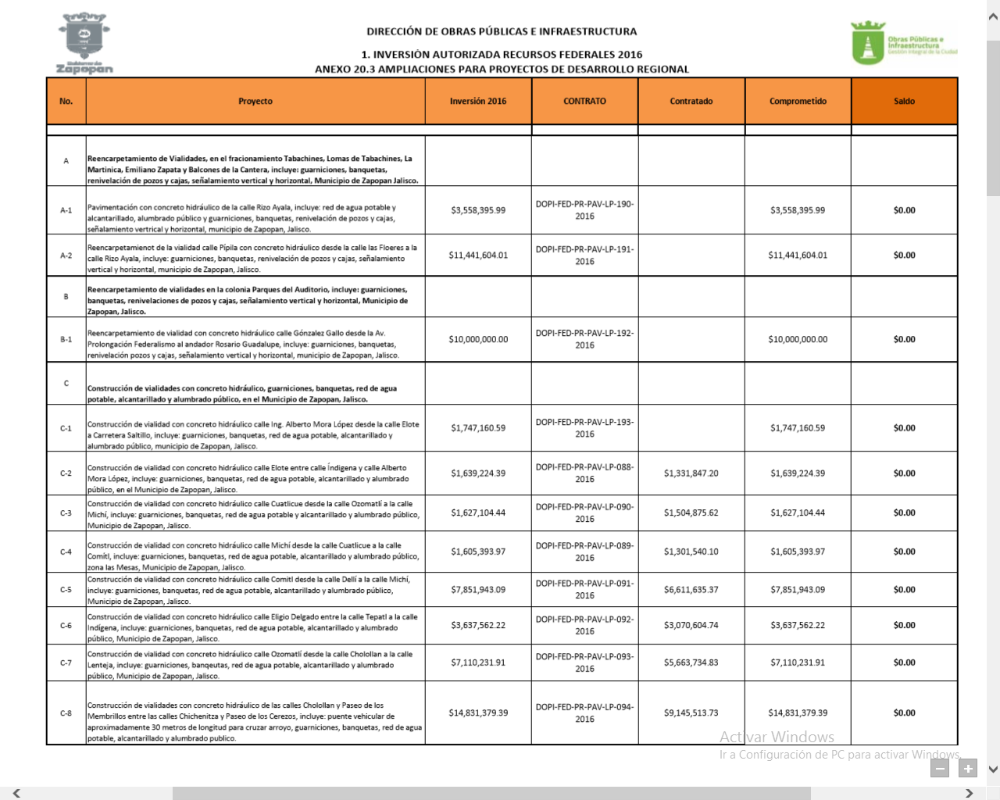 Gobierno de
Zapopan
DIRECCIÓN DE OBRAS PÚBLICAS E INFRAESTRUCTURA
1. INVERSIÓN AUTORIZADA RECURSOS FEDERALES 2016
ANEXO 20.3 AMPLIACIONES PARA PROYECTOS DE DESARROLLO REGIONAL
Obras Públicas e
Infraestructura
Gestión Integral de la Ciudad
No. Proyecto Inversión 2016 CONTRATO Contratado Comprometido Saldo
A
Reencarpetamiento de Vialidades, en el fracionamiento Tabachines, Lomas de Tabachines, La
Martinica, Emiliano Zapata y Balcones de la Cantera, incluye: guarniciones, banquetas,
renivelación de pozos y cajas, señalamiento vertical y horizontal, Municipio de Zapopan Jalisco.
A-1
Pavimentación con concreto hidráulico de la calle Rizo Ayala, incluye: red de agua potable y
alcantarillado, alumbrado público y guarniciones, banquetas, renivelación de pozos y cajas,
señalamiento vertrical y horizontal, municipio de Zapopan, Jalisco.
$3,558,395.99
DOPI-FED-PR-PAV-LP-190-
2016
$3,558,395.99
$0.00
A-2
Reencarpetamienot de la vialidad calle Pípila con concreto hidráulico desde la calle las Floeres a la
calle Rizo Ayala, incluye: guarniciones, banquetas, renivelación de pozos y cajas, señalamiento
vertical y horizontal, municipio de Zapopan, Jalisco.
$11,441,604.01
DOPI-FED-PR-PAV-LP-191-
2016
$11,441,604.01
$0.00
B
Reencarpetamiento de vialidades en la colonia Parques del Auditorio, incluye: guarniciones,
banquetas, renivelaciones de pozos y cajas, señalamiento vertical y horizontal, Municipio de
Zapopan, Jalisco.
B-1
Reencarpetamiento de vialidad con concreto hidráulico calle Gónzalez Gallo desde la Av.
Prolongación Federalismo al andador Rosario Guadalupe, incluye: guarniciones, banquetas,
renivelación pozos y cajas, señalamiento vertical y horizontal, municipio de Zapopan, Jalisco.
$10,000,000.00
DOPI-FED-PR-PAV-LP-192-
2016
$10,000,000.00
$0.00
C
Construcción de vialidades con concreto hidráulico, guarniciones, banquetas, red de agua
potable, alcantarillado y alumbrado público, en el Municipio de Zapopan, Jalisco.
C-1
Construcción de vialidad con concreto hidráulico calle Ing. Alberto Mora López desde la calle Elote
a Carretera Saltillo, incluye: guarniciones, banquetas, red de agua potable, alcantarillado y
alumbrado público, municipio de Zapopan, Jalisco.
$1,747,160.59
DOPI-FED-PR-PAV-LP-193-
2016
$1,747,160.59
$0.00
C-2
Construcción de vialidad con concreto hidráulico calle Elote entre calle Índigena y calle Alberto
Mora López, incluye: guarniciones, banquetas, red de agua potable, alcantarillado y alumbrado
público, en el Municipio de Zapopan, Jalisco.
$1,639,224.39
DOPI-FED-PR-PAV-LP-088-
2016
$1,331,847.20
$1,639,224.39
$0.00
C-3
Construcción de vialidad con concreto hidráulico calle Cuatlicue desde la calle Ozomatlí a la calle
Michí, incluye: guarniciones, banquetas, red de agua potable y alcantarillado y alumbrado público,
Municipio de Zapopan, Jalisco.
$1,627,104.44
DOPI-FED-PR-PAV-LP-090-
2016
$1,504,875.62
$1,627,104.44
$0.00
C-4
Construcción de vialidad con concreto hidráulico calle Michí desde la calle Cuatlicue a la calle
Comítl, incluye: guarniciones, banquetas, red de agua potable, alcantarillado y alumbrado público,
zona las Mesas, Municipio de Zapopan, Jalisco.
$1,605,393.97
DOPI-FED-PR-PAV-LP-089-
2016
$1,301,540.10
$1,605,393.97
$0.00
C-5
Construcción de vialidad con concreto hidráulico calle Comitl desde la calle Dellí a la calle Michí,
incluye: guarniciones, banquetas, red de agua potable, alcantarillado y alumbrado público,
Municipio de Zapopan, Jalisco.
$7,851,943.09
DOPI-FED-PR-PAV-LP-091-
2016
$6,611,635.37
$7,851,943.09
$0.00
C-6
Construcción de vialidad con concreto hidráulico calle Eligio Delgado entre la calle Tepatl a la calle
Indígena, incluye: guarniciones, banquetas, red de agua potable, alcantarillado y alumbrado
público, Municipio de Zapopan, Jalisco.
$3,637,562.22
DOPI-FED-PR-PAV-LP-092-
2016
$3,070,604.74
$3,637,562.22
$0.00
C-7
Construcción de vialidad con concreto hidráulico calle Ozomatlí desde la calle Cholollan a la calle
Lenteja, incluye: guarniciones, banqeutas, red de agua potable, alcantarillado y alumbrado
público, Municipio de Zapopan, Jalisco.
$7,110,231.91
DOPI-FED-PR-PAV-LP-093-
2016
$5,663,734.83
$7,110,231.91
$0.00
C-8
Construcción de vialidades con concreto hidráulico de las calles Cholollan y Paseo de los
Membrillos entre las calles Chichenitza y Paseo de los Cerezos, incluye: puente vehicular de
aproximadamente 30 metros de longitud para cruzar arroyo, guarniciones, banquetas, red de agua
potable, alcantarillado y alumbrado publico.
$14,831,379.39
DOPI-FED-PR-PAV-LP-094-
2016
$9,145,513.73
$14,831,379.39
$0.00
Activar Windows
Ir a Configuración de PC para activar Windows.